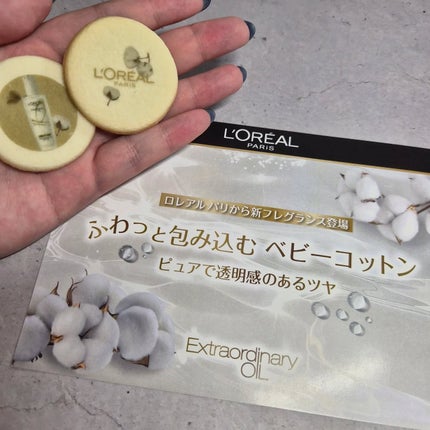 L'ORÉAL
PARIS
L'ORÉAL
PARIS
ロレアル パリから新フレグランス登場
ふわっと包み込む ベビーコットン
ピュアで透明感のあるツヤ
Extraordinary
OIL